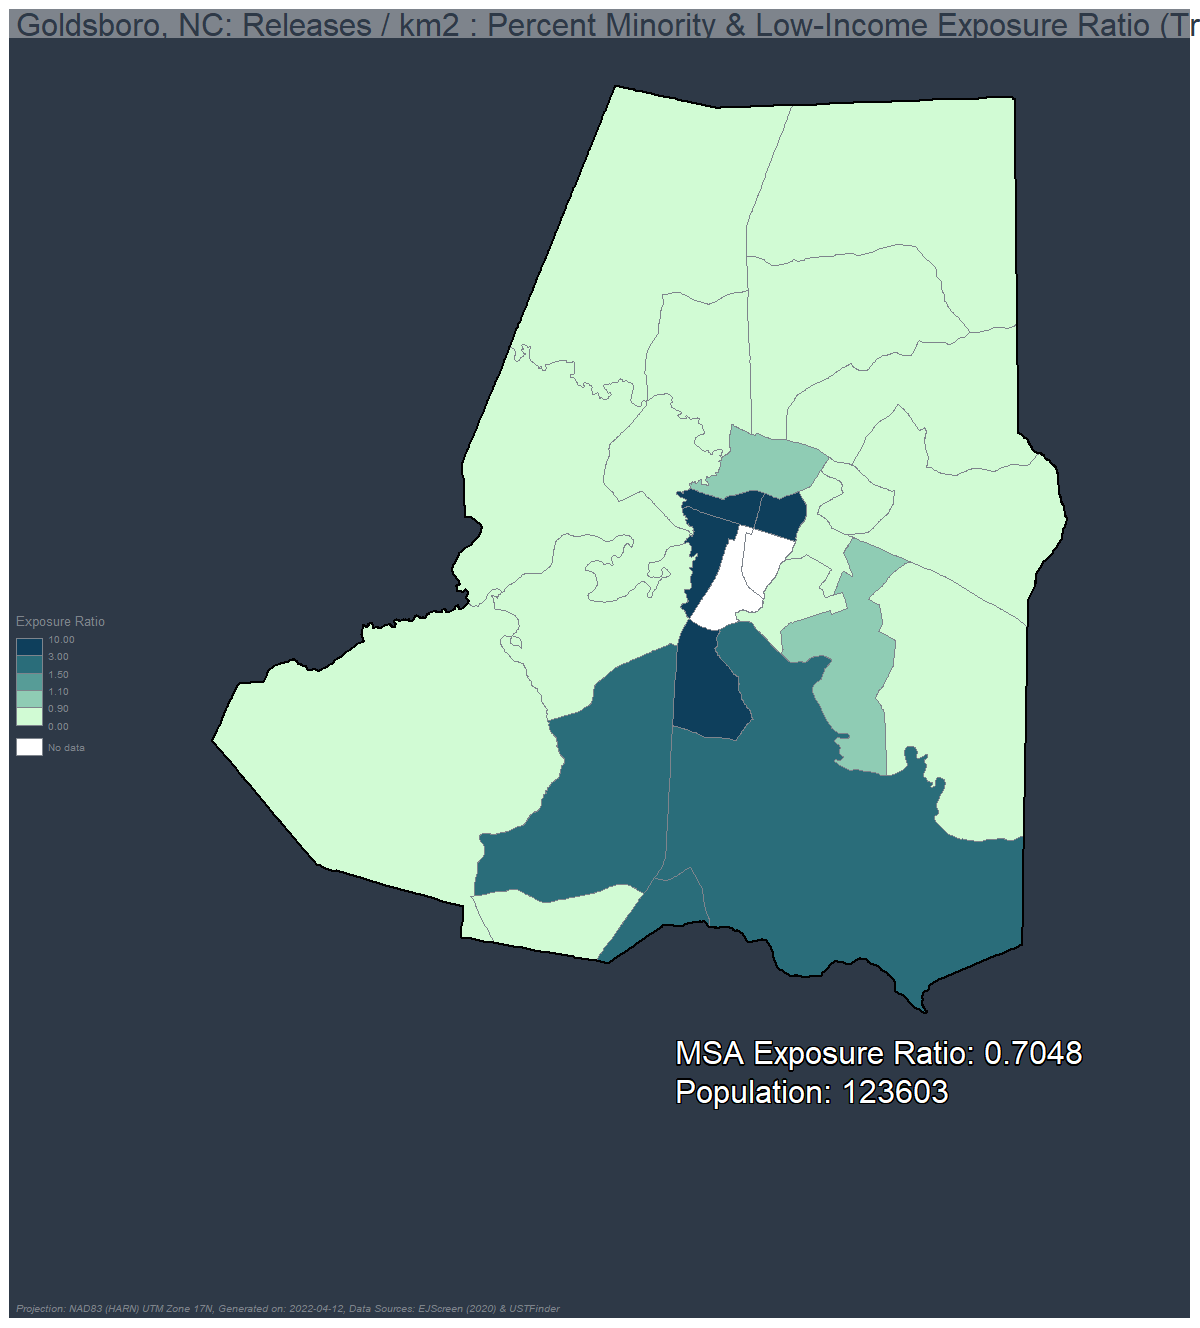 Goldsboro, NC: Releases / km2 : Percent Minority & Low-Income Exposure Ratio (Tr
Exposure Ratio
10.00
3.00
1.50
1.10
0.90
0.00
No data
MSA Exposure Ratio: 0.7048
Population: 123603
Projection: NAD83 (HARN) UTM Zone 17N, Generated on: 2022-04-12, Data Sources: EJScreen (2020) & USTFinder